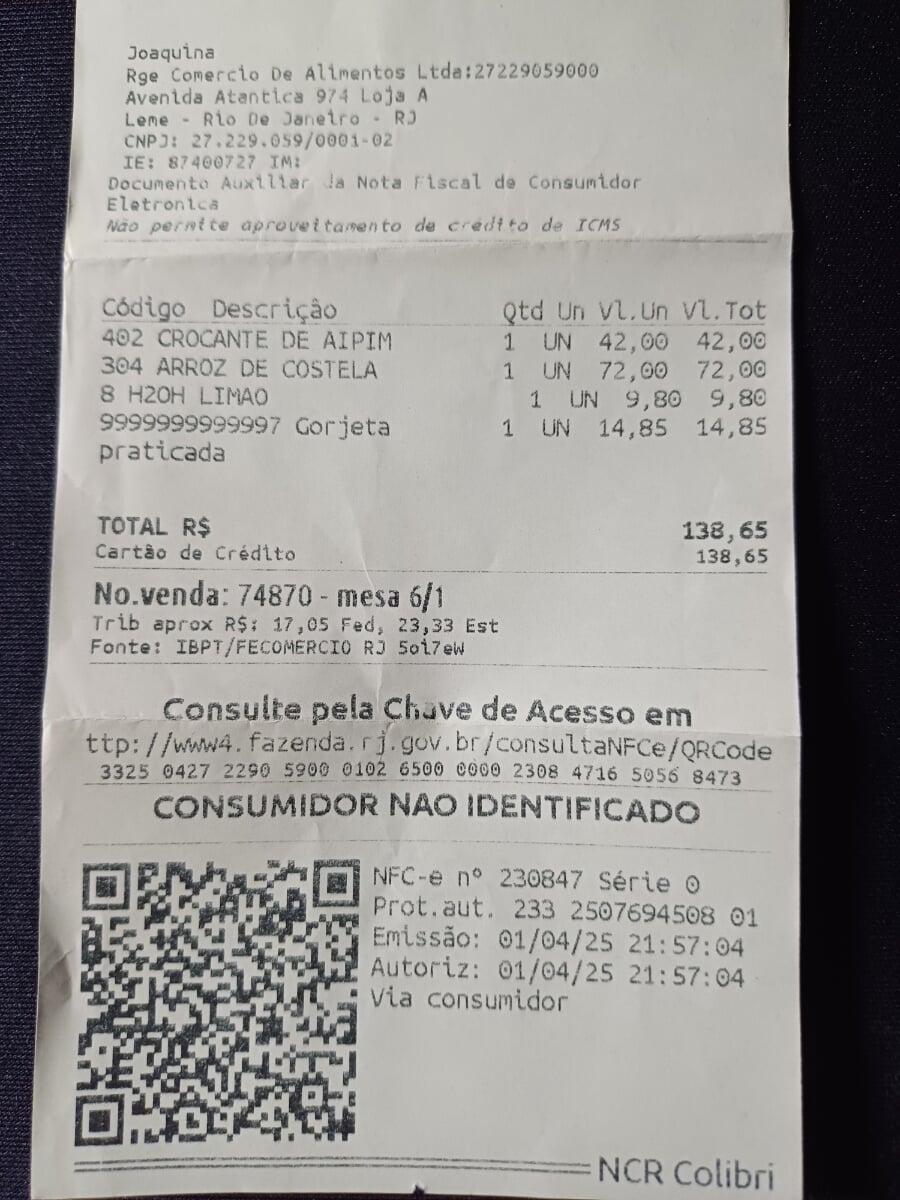 Joaquina
Rge Comercio De Alimentos Ltda:27229059000
Avenida Atantica 974 Loja A
Leme - Rio De Janeiro - RJ
CNPJ: 27.229.059/0001-02
IE: 87400727 IM:
Documento Auxiliar da Nota Fiscal de Consumidor
Eletronica
Não permite aproveitamento de credito de ICMS
Código Descrição Qtd Un Vl.Un Vl.Tot
402 CROCANTE DE AIPIM 1 UN 42,00 42,00
304 ARROZ DE COSTELA 1 UN 72,00 72,00
8 H2OH LIMAO 1 UN 9,80 9,80
9999999999997 Gorjeta 1 UN 14,85 14,85
praticada
TOTAL R$ 138,65
Cartão de Crédito 138,65
No.venda: 74870 - mesa 6/1
Trib aprox R$: 17,05 Fed, 23,33 Est
Fonte: IBPT/FECOMERCIO RJ 5oi7eW
Consulte pela Chave de Acesso em
ttp://www4.fazenda.rj.gov.br/consultaNFCe/QRCode
3325 0427 2290 5900 0102 6500 0000 2308 4716 5056 8473
CONSUMIDOR NAO IDENTIFICADO
NFC-e nº 230847 Série 0
Prot.aut. 233 2507694508 01
Emissão: 01/04/25 21:57:04
Autoriz: 01/04/25 21:57:04
Via consumidor
NCR Colibri